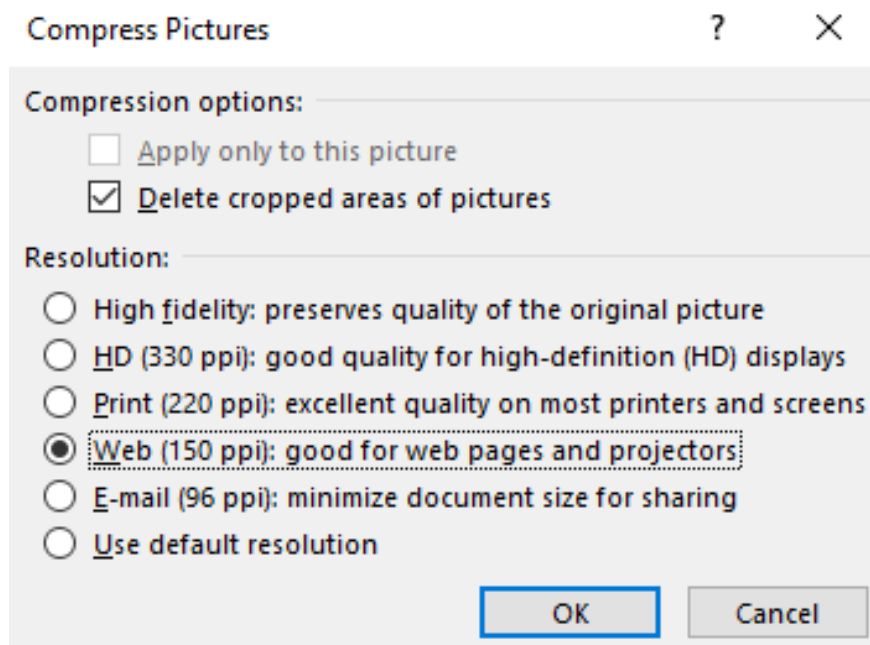 Compress Pictures ? X
Compression options:
Apply only to this picture
Delete cropped areas of pictures
Resolution:
High fidelity: preserves quality of the original picture
HD (330 ppi): good quality for high-definition (HD) displays
Print (220 ppi): excellent quality on most printers and screens
Web (150 ppi): good for web pages and projectors
E-mail (96 ppi): minimize document size for sharing
Use default resolution
OK Cancel